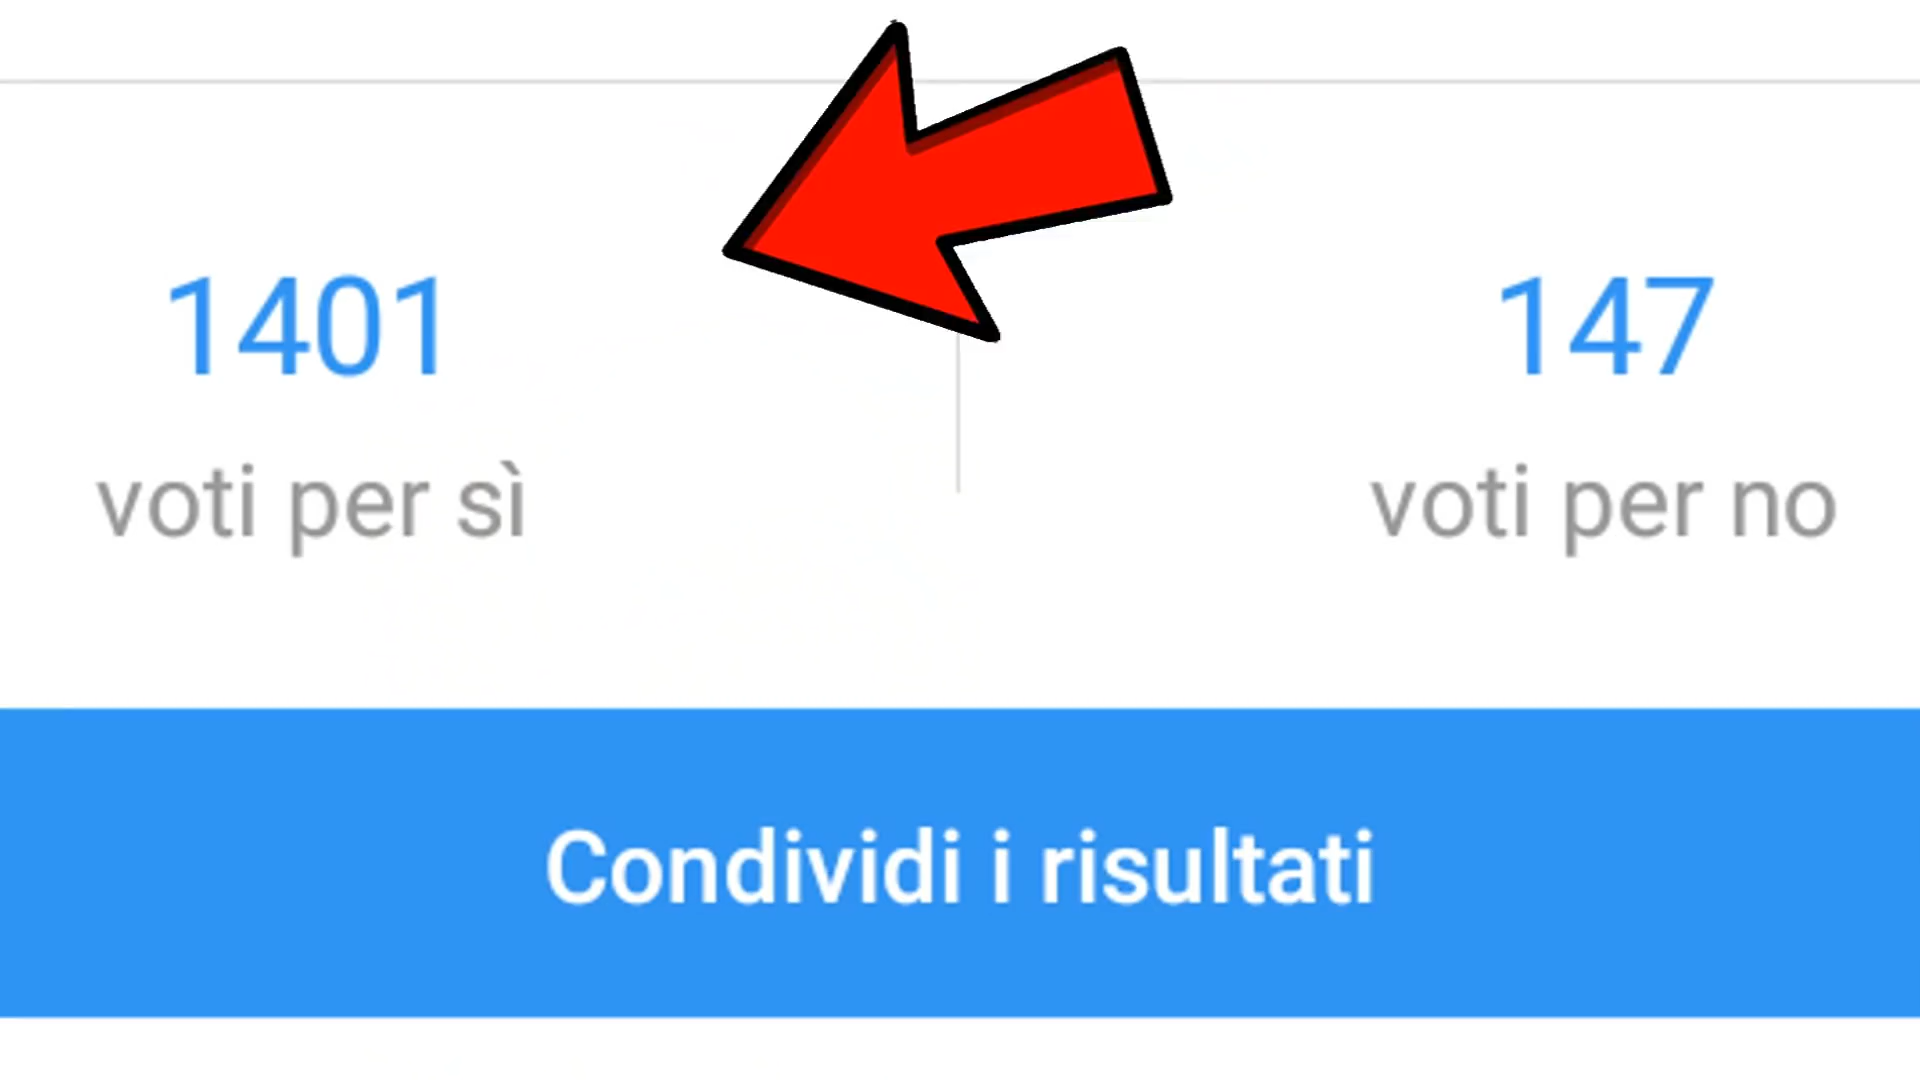 1401 147
voti per sì voti per no
Condividi i risultati